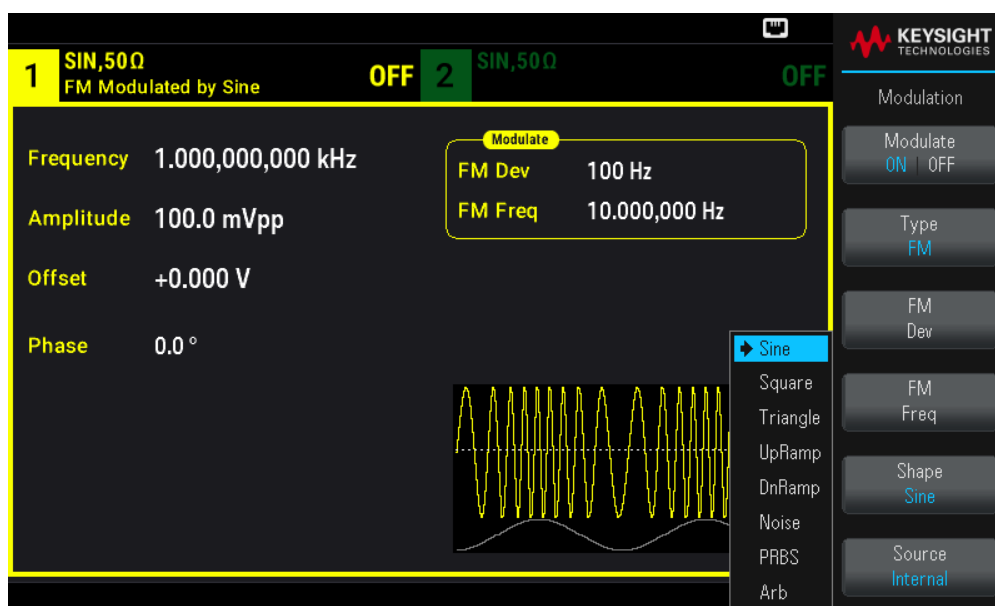 KEYSIGHT
TECHNOLOGIES
1
SIN,50Ω
FM Modulated by Sine
OFF
2
SIN,50Ω
OFF
Frequency 1.000,000,000 kHz
Amplitude 100.0 mVpp
Offset +0.000 V
Phase 0.0 °
Modulate
FM Dev 100 Hz
FM Freq 10.000,000 Hz
Sine
Square
Triangle
UpRamp
DnRamp
Noise
PRBS
Arb
Modulation
Modulate
ON | OFF
Type
FM
FM
Dev
FM
Freq
Shape
Sine
Source
Internal